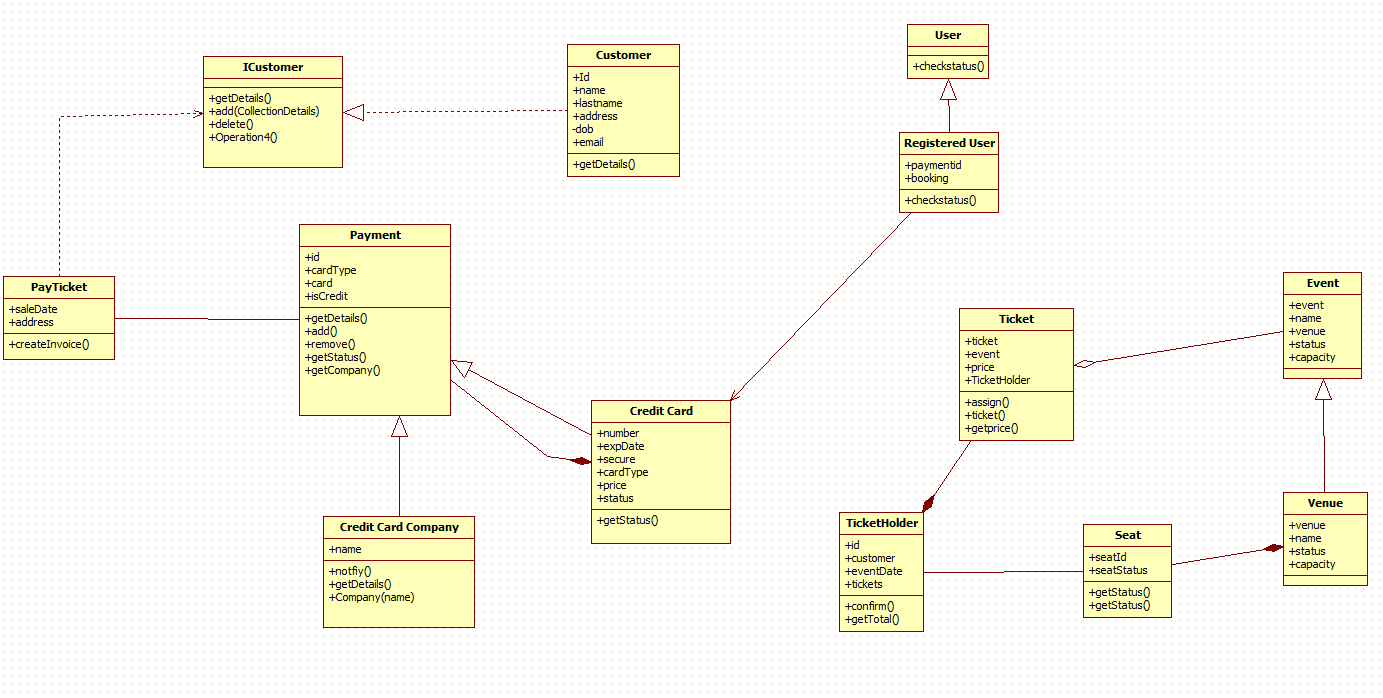 User
+checkstatus()
Customer
+Id
+name
+lastname
+address
-dob
+email
+getDetails()
ICustomer
+getDetails()
+add(CollectionDetails)
+delete()
+Operation4()
Registered User
+paymentid
+booking
+checkstatus()
Payment
+id
+cardType
+card
+isCredit
+getDetails()
+add()
+remove()
+getStatus()
+getCompany()
PayTicket
+saleDate
+address
+createInvoice()
Event
+event
+name
+venue
+status
+capacity
Ticket
+ticket
+event
+price
+TicketHolder
+assign()
+ticket()
+getprice()
Credit Card
+number
+expDate
+secure
+cardType
+price
+status
+getStatus()
Credit Card Company
+name
+notfiy()
+getDetails()
+Company(name)
TicketHolder
+id
+customer
+eventDate
+tickets
+confirm()
+getTotal()
Seat
+seatId
+seatStatus
+getStatus()
+getStatus()
Venue
+venue
+name
+status
+capacity